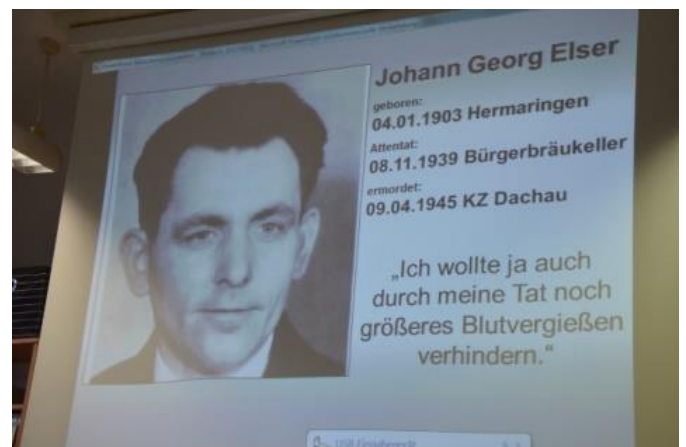 Johann Georg Elser
geboren:
04.01.1903 Hermaringen
Attentat:
08.11.1939 Bürgerbräukeller
ermordet:
09.04.1945 KZ Dachau
„Ich wollte ja auch
durch meine Tat noch
größeres Blutvergießen
verhindern.“